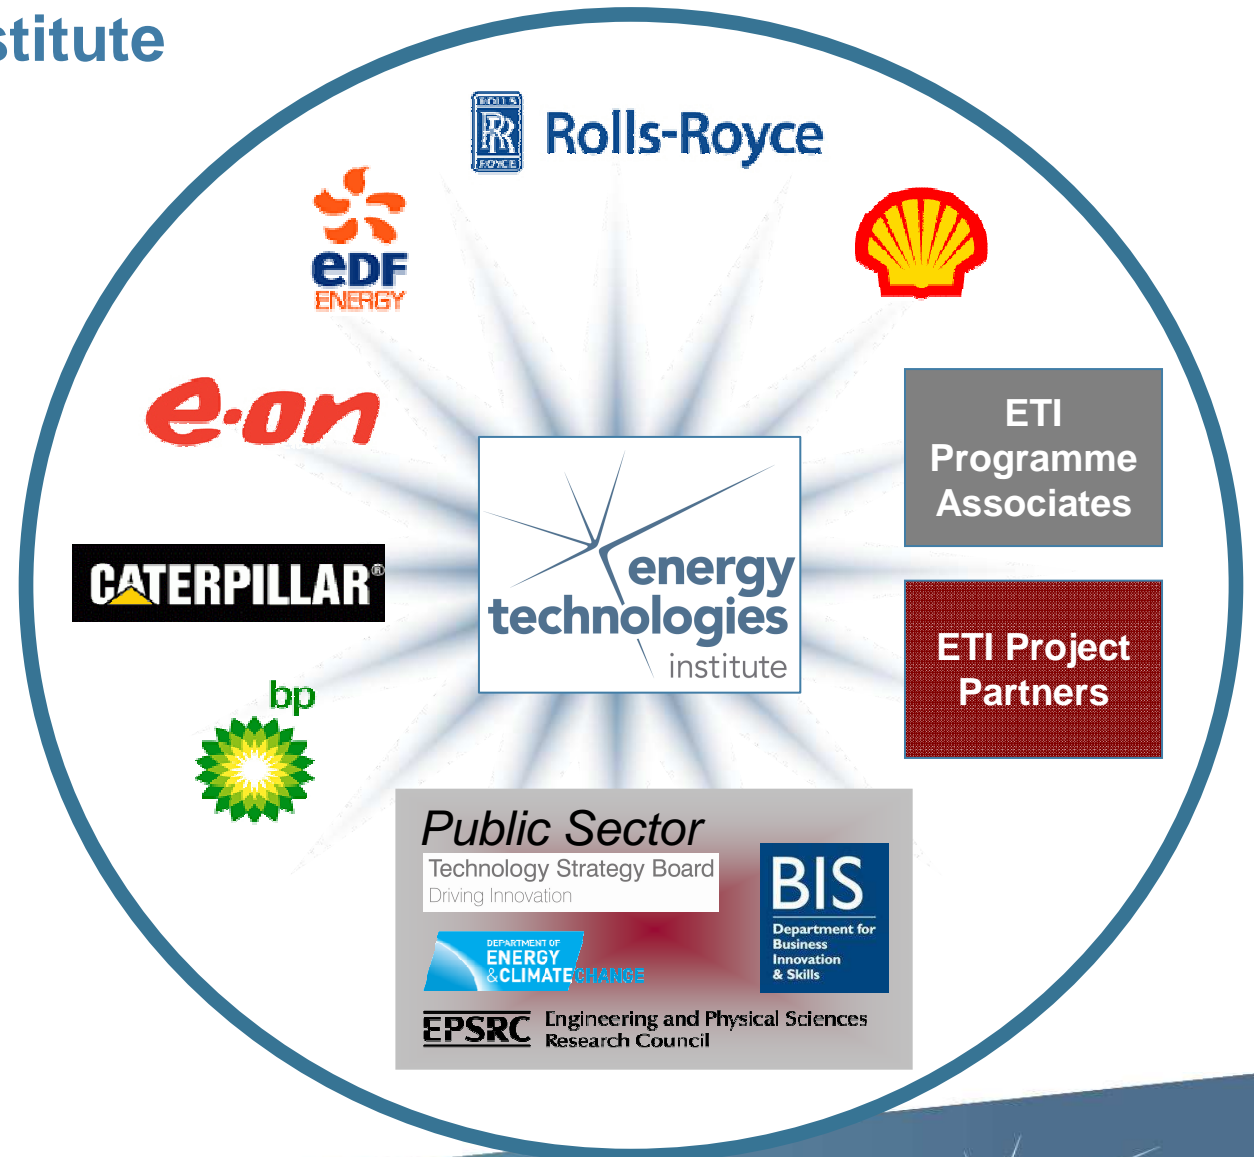 stitute
ROLLS
RR
ROYCE
Rolls-Royce
eDF
ENERGY
e·on
ETI
Programme
Associates
energy
technologies
institute
CATERPILLAR®
ETI Project
Partners
bp
Public Sector
Technology Strategy Board
Driving Innovation
BIS
Department for
Business
Innovation
& Skills
DEPARTMENT OF
ENERGY
&CLIMATE CHANGE
EPSRC Engineering and Physical Sciences
Research Council